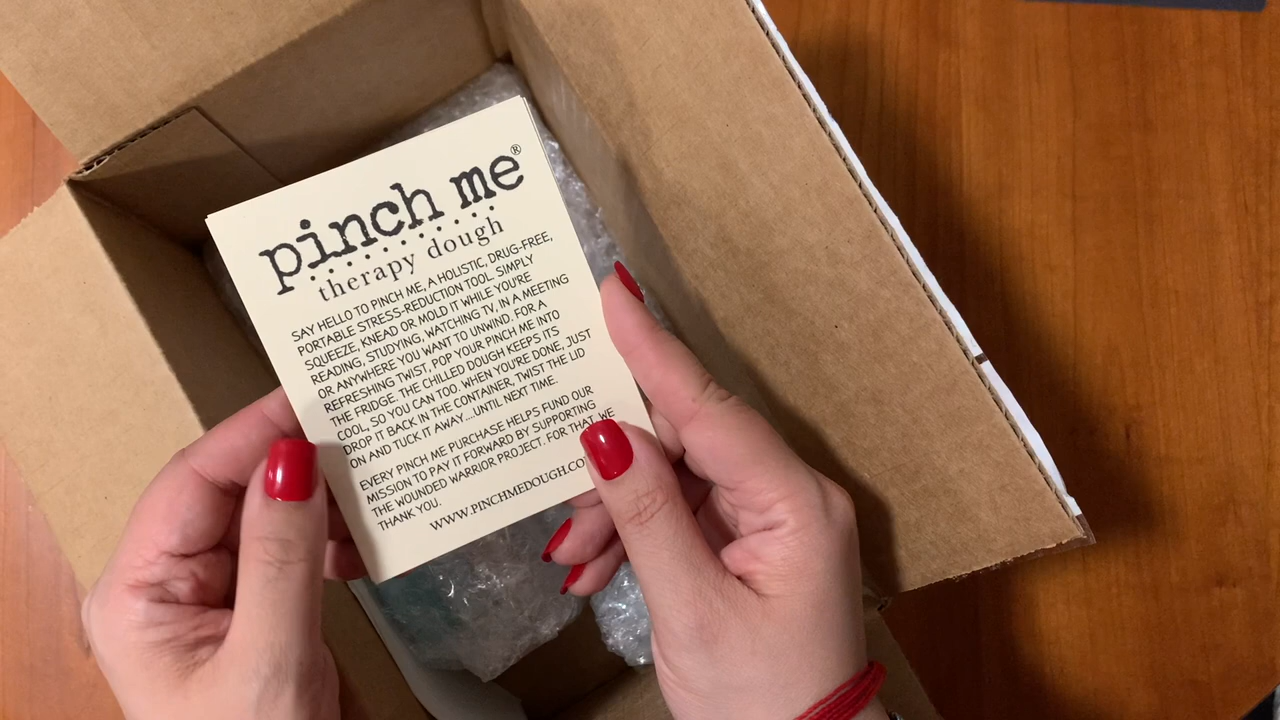 pinch me®
therapy dough
SAY HELLO TO PINCH ME, A HOLISTIC, DRUG-FREE,
PORTABLE STRESS-REDUCTION TOOL. SIMPLY
SQUEEZE, KNEAD OR MOLD IT WHILE YOU'RE
READING, STUDYING, WATCHING TV, IN A MEETING
OR ANYWHERE YOU WANT TO UNWIND. FOR A
REFRESHING TWIST, POP YOUR PINCH ME INTO
THE FRIDGE. THE CHILLED DOUGH KEEPS ITS
COOL, SO YOU CAN TOO. WHEN YOU'RE DONE, JUST
DROP IT BACK IN THE CONTAINER, TWIST THE LID
ON AND TUCK IT AWAY....UNTIL NEXT TIME.
EVERY PINCH ME PURCHASE HELPS FUND OUR
MISSION TO PAY IT FORWARD BY SUPPORTING
THE WOUNDED WARRIOR PROJECT. FOR THAT, WE
THANK YOU.
WWW.PINCHMEDOUGH.CO